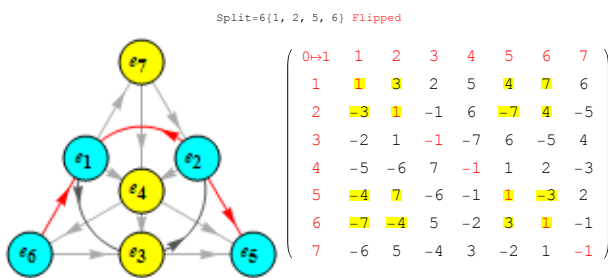 Split=6{1, 2, 5, 6} Flipped
e7
e1
e2
e4
e6
e3
e5
0↦1 1 2 3 4 5 6 7
1 1 3 2 5 4 7 6
2 −3 1 −1 6 −7 4 −5
3 −2 1 −1 −7 6 −5 4
4 −5 −6 7 −1 1 2 −3
5 −4 7 −6 −1 1 −3 2
6 −7 −4 5 −2 3 1 −1
7 −6 5 −4 3 −2 1 −1